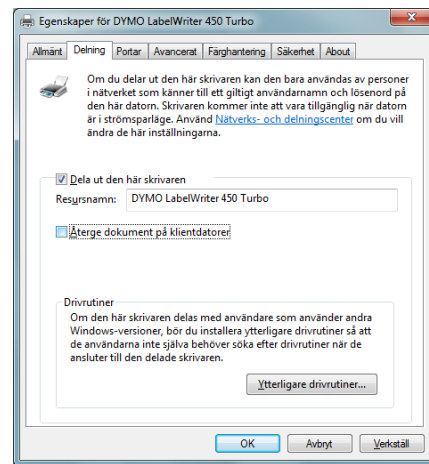 Egenskaper för DYMO LabelWriter 450 Turbo
Allmänt Delning Portar Avancerat Färghantering Säkerhet About
Om du delar ut den här skrivaren kan den bara användas av personer
i nätverket som känner till ett giltigt användarnamn och lösenord på
den här datorn. Skrivaren kommer inte att vara tillgänglig när datorn
är i strömsparläge. Använd Nätverks- och delningscenter om du vill
ändra de här inställningarna.
Dela ut den här skrivaren
Resursnamn: DYMO LabelWriter 450 Turbo
Återge dokument på klientdatorer
Drivrutiner
Om den här skrivaren delas med användare som använder andra
Windows-versioner, bör du installera ytterligare drivrutiner så att
de användarna inte själva behöver söka efter drivrutiner när de
ansluter till den delade skrivaren.
Ytterligare drivrutiner...
OK Avbryt Verkställ